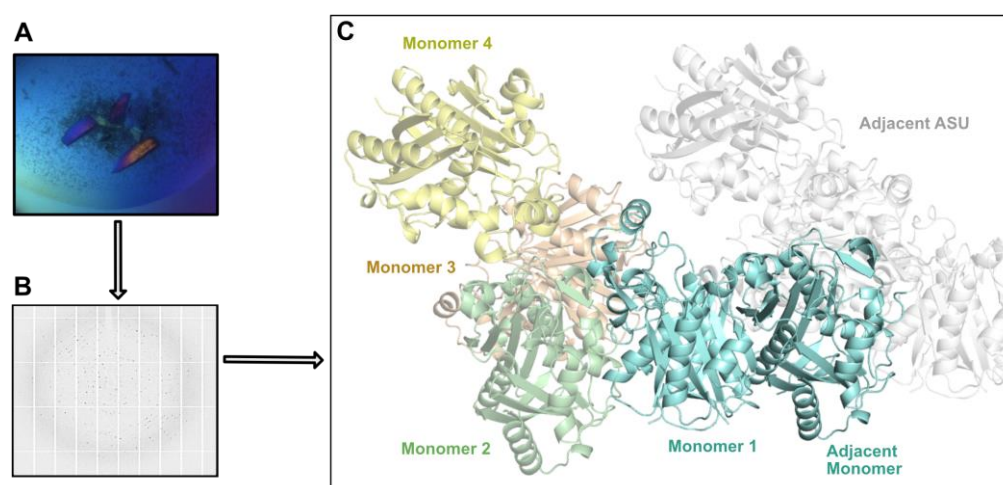 A
B
C
Monomer 4
Adjacent ASU
Monomer 3
Monomer 2
Monomer 1
Adjacent
Monomer